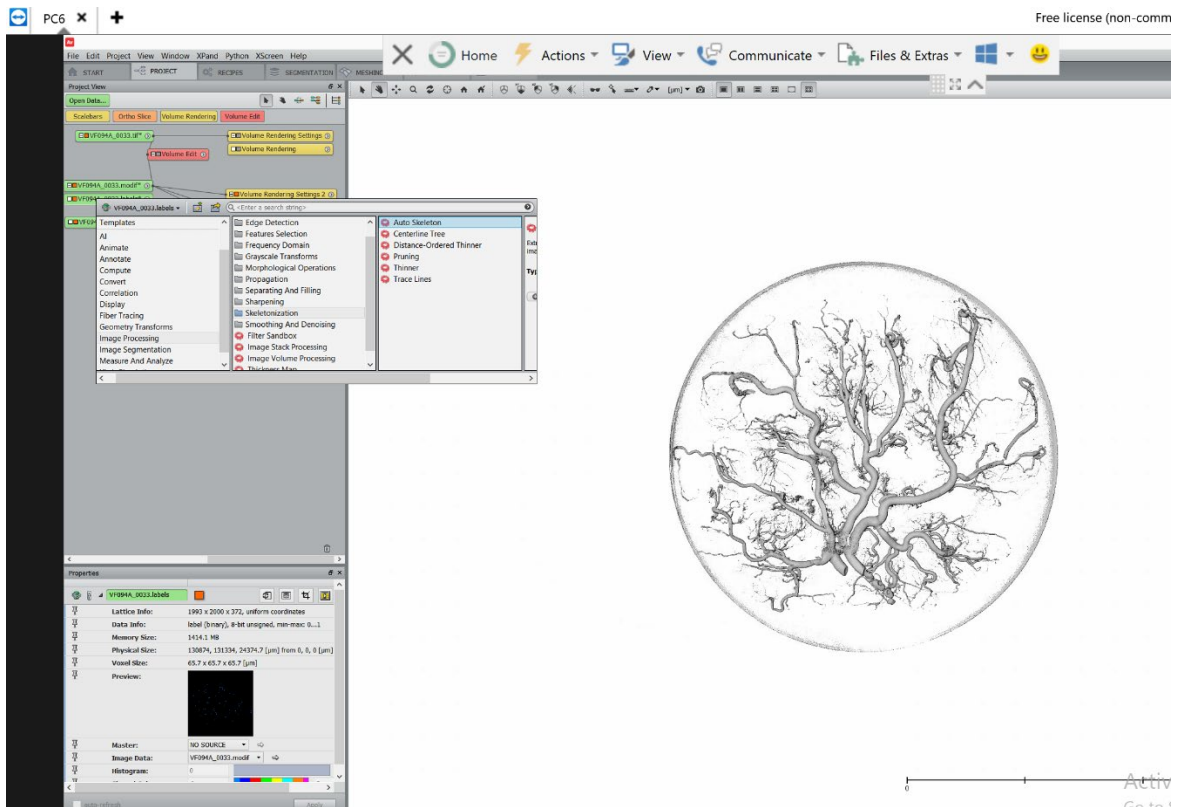 PC6
Free license (non-comm
File Edit Project View Window XPand Python XScreen Help
Home Actions View Communicate Files & Extras
START PROJECT RECIPES SEGMENTATION MESHING
Project View
Open Data...
Scalebars Ortho Slice Volume Rendering Volume Edit
VF094A_0033.tif* Volume Rendering Settings
Volume Edit Volume Rendering
VF094A_0033.modif* Volume Rendering Settings 2
VF094A_0033.labels <Enter a search string>
Templates
AI
Animate
Annotate
Compute
Convert
Correlation
Display
Fiber Tracing
Geometry Transforms
Image Processing
Image Segmentation
Measure And Analyze
Edge Detection
Features Selection
Frequency Domain
Grayscale Transforms
Morphological Operations
Propagation
Separating And Filling
Sharpening
Skeletonization
Smoothing And Denoising
Filter Sandbox
Image Stack Processing
Image Volume Processing
Thickness Map
Auto Skeleton
Centerline Tree
Distance-Ordered Thinner
Pruning
Thinner
Trace Lines
Properties
VF094A_0033.labels
Lattice Info: 1993 x 2000 x 372, uniform coordinates
Data Info: label (binary), 8-bit unsigned, min-max: 0...1
Memory Size: 1414.1 MB
Physical Size: 130874, 131334, 24374.7 [µm] from 0, 0, 0 [µm]
Voxel Size: 65.7 x 65.7 x 65.7 [µm]
Preview:
Master: NO SOURCE
Image Data: VF094A_0033.modif
Histogram: 0
auto refresh Apply
0
Activ